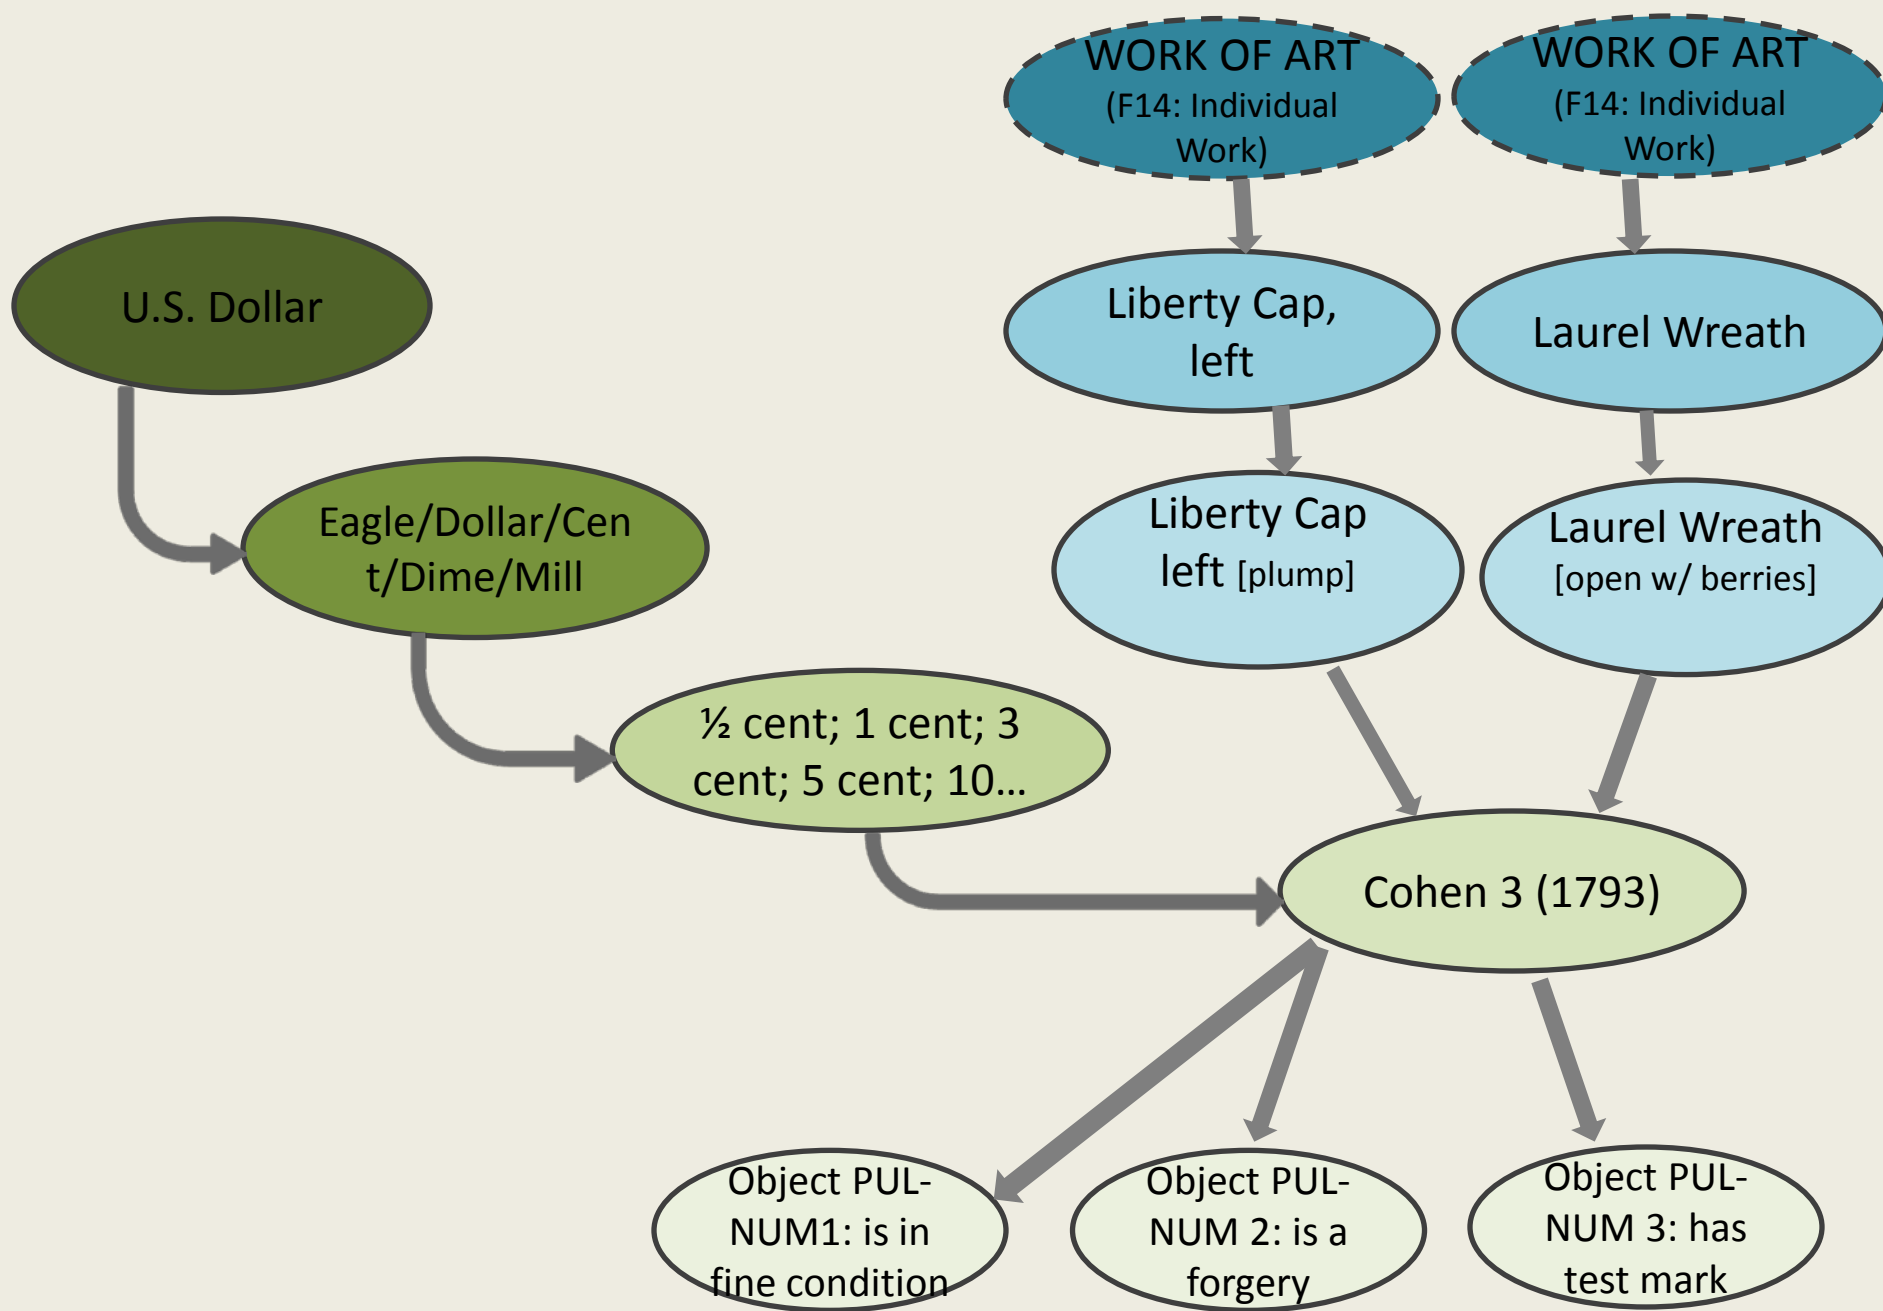 WORK OF ART
(F14: Individual
Work)
WORK OF ART
(F14: Individual
Work)
U.S. Dollar
Liberty Cap,
left
Laurel Wreath
Eagle/Dollar/Cen
t/Dime/Mill
Liberty Cap
left [plump]
Laurel Wreath
[open w/ berries]
½ cent; 1 cent; 3
cent; 5 cent; 10...
Cohen 3 (1793)
Object PUL-
NUM1: is in
fine condition
Object PUL-
NUM 2: is a
forgery
Object PUL-
NUM 3: has
test mark